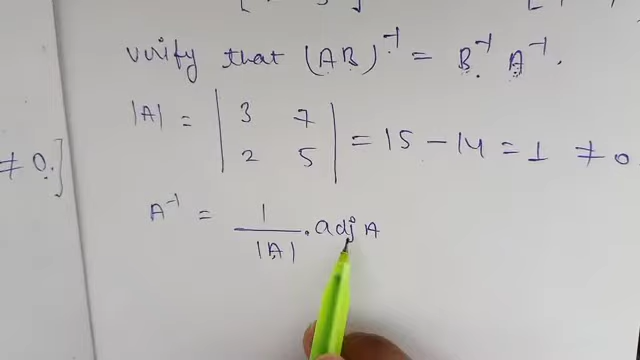 verify that (AB)⁻¹ = B⁻¹ A⁻¹.
|A| = | 3 7 | = 15 - 14 = 1 ≠ 0
| 2 5 |
≠ 0.]
A⁻¹ = 1/|A| . adj A